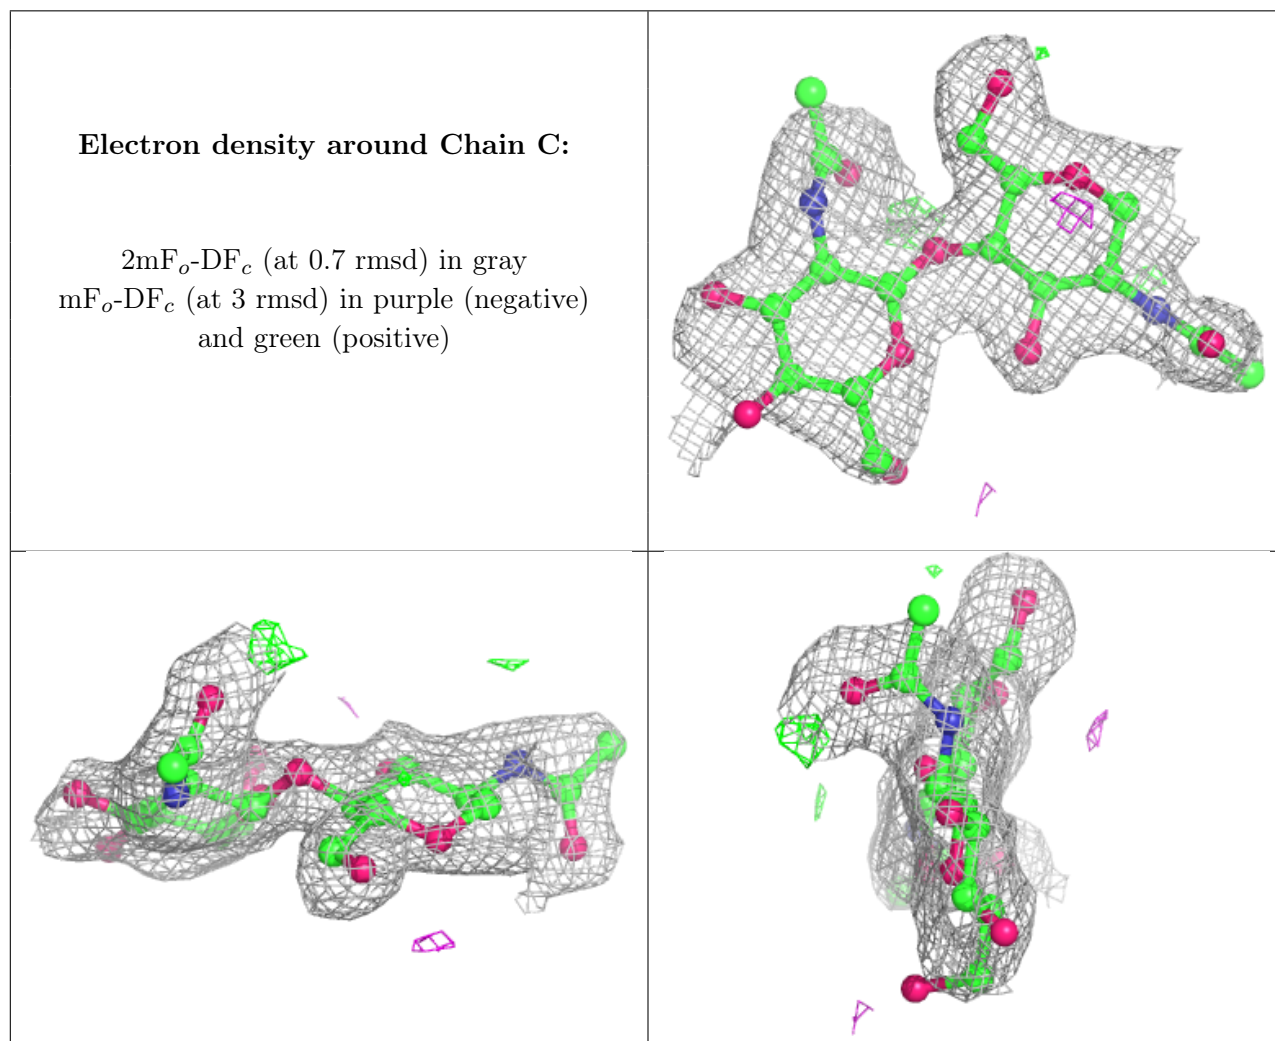 Electron density around Chain C:
2mFo-DFc (at 0.7 rmsd) in gray
mFo-DFc (at 3 rmsd) in purple (negative)
and green (positive)